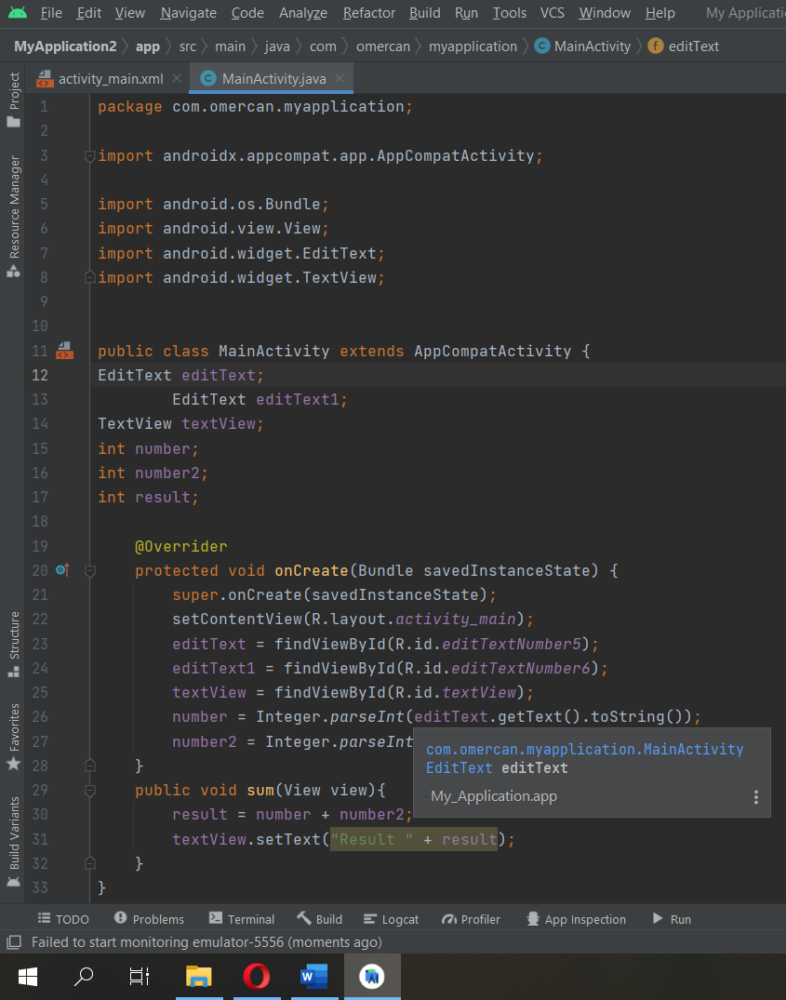 File Edit View Navigate Code Analyze Refactor Build Run Tools VCS Window Help My Applicati
MyApplication2 app src main java com omercan myapplication MainActivity editText
activity_main.xml MainActivity.java
Project
Resource Manager
Structure
Favorites
Build Variants
1 package com.omercan.myapplication;
2
3 import androidx.appcompat.app.AppCompatActivity;
4
5 import android.os.Bundle;
6 import android.view.View;
7 import android.widget.EditText;
8 import android.widget.TextView;
9
10
11 public class MainActivity extends AppCompatActivity {
12 EditText editText;
13 EditText editText1;
14 TextView textView;
15 int number;
16 int number2;
17 int result;
18
19 @Overrider
20 protected void onCreate(Bundle savedInstanceState) {
21 super.onCreate(savedInstanceState);
22 setContentView(R.layout.activity_main);
23 editText = findViewById(R.id.editTextNumber5);
24 editText1 = findViewById(R.id.editTextNumber6);
25 textView = findViewById(R.id.textView);
26 number = Integer.parseInt(editText.getText().toString());
27 number2 = Integer.parseInt
28 }
29 public void sum(View view){
30 result = number + number2;
31 textView.setText("Result " + result);
32 }
33 }
com.omercan.myapplication.MainActivity
EditText editText
My_Application.app
TODO Problems Terminal Build Logcat Profiler App Inspection Run
Failed to start monitoring emulator-5556 (moments ago)